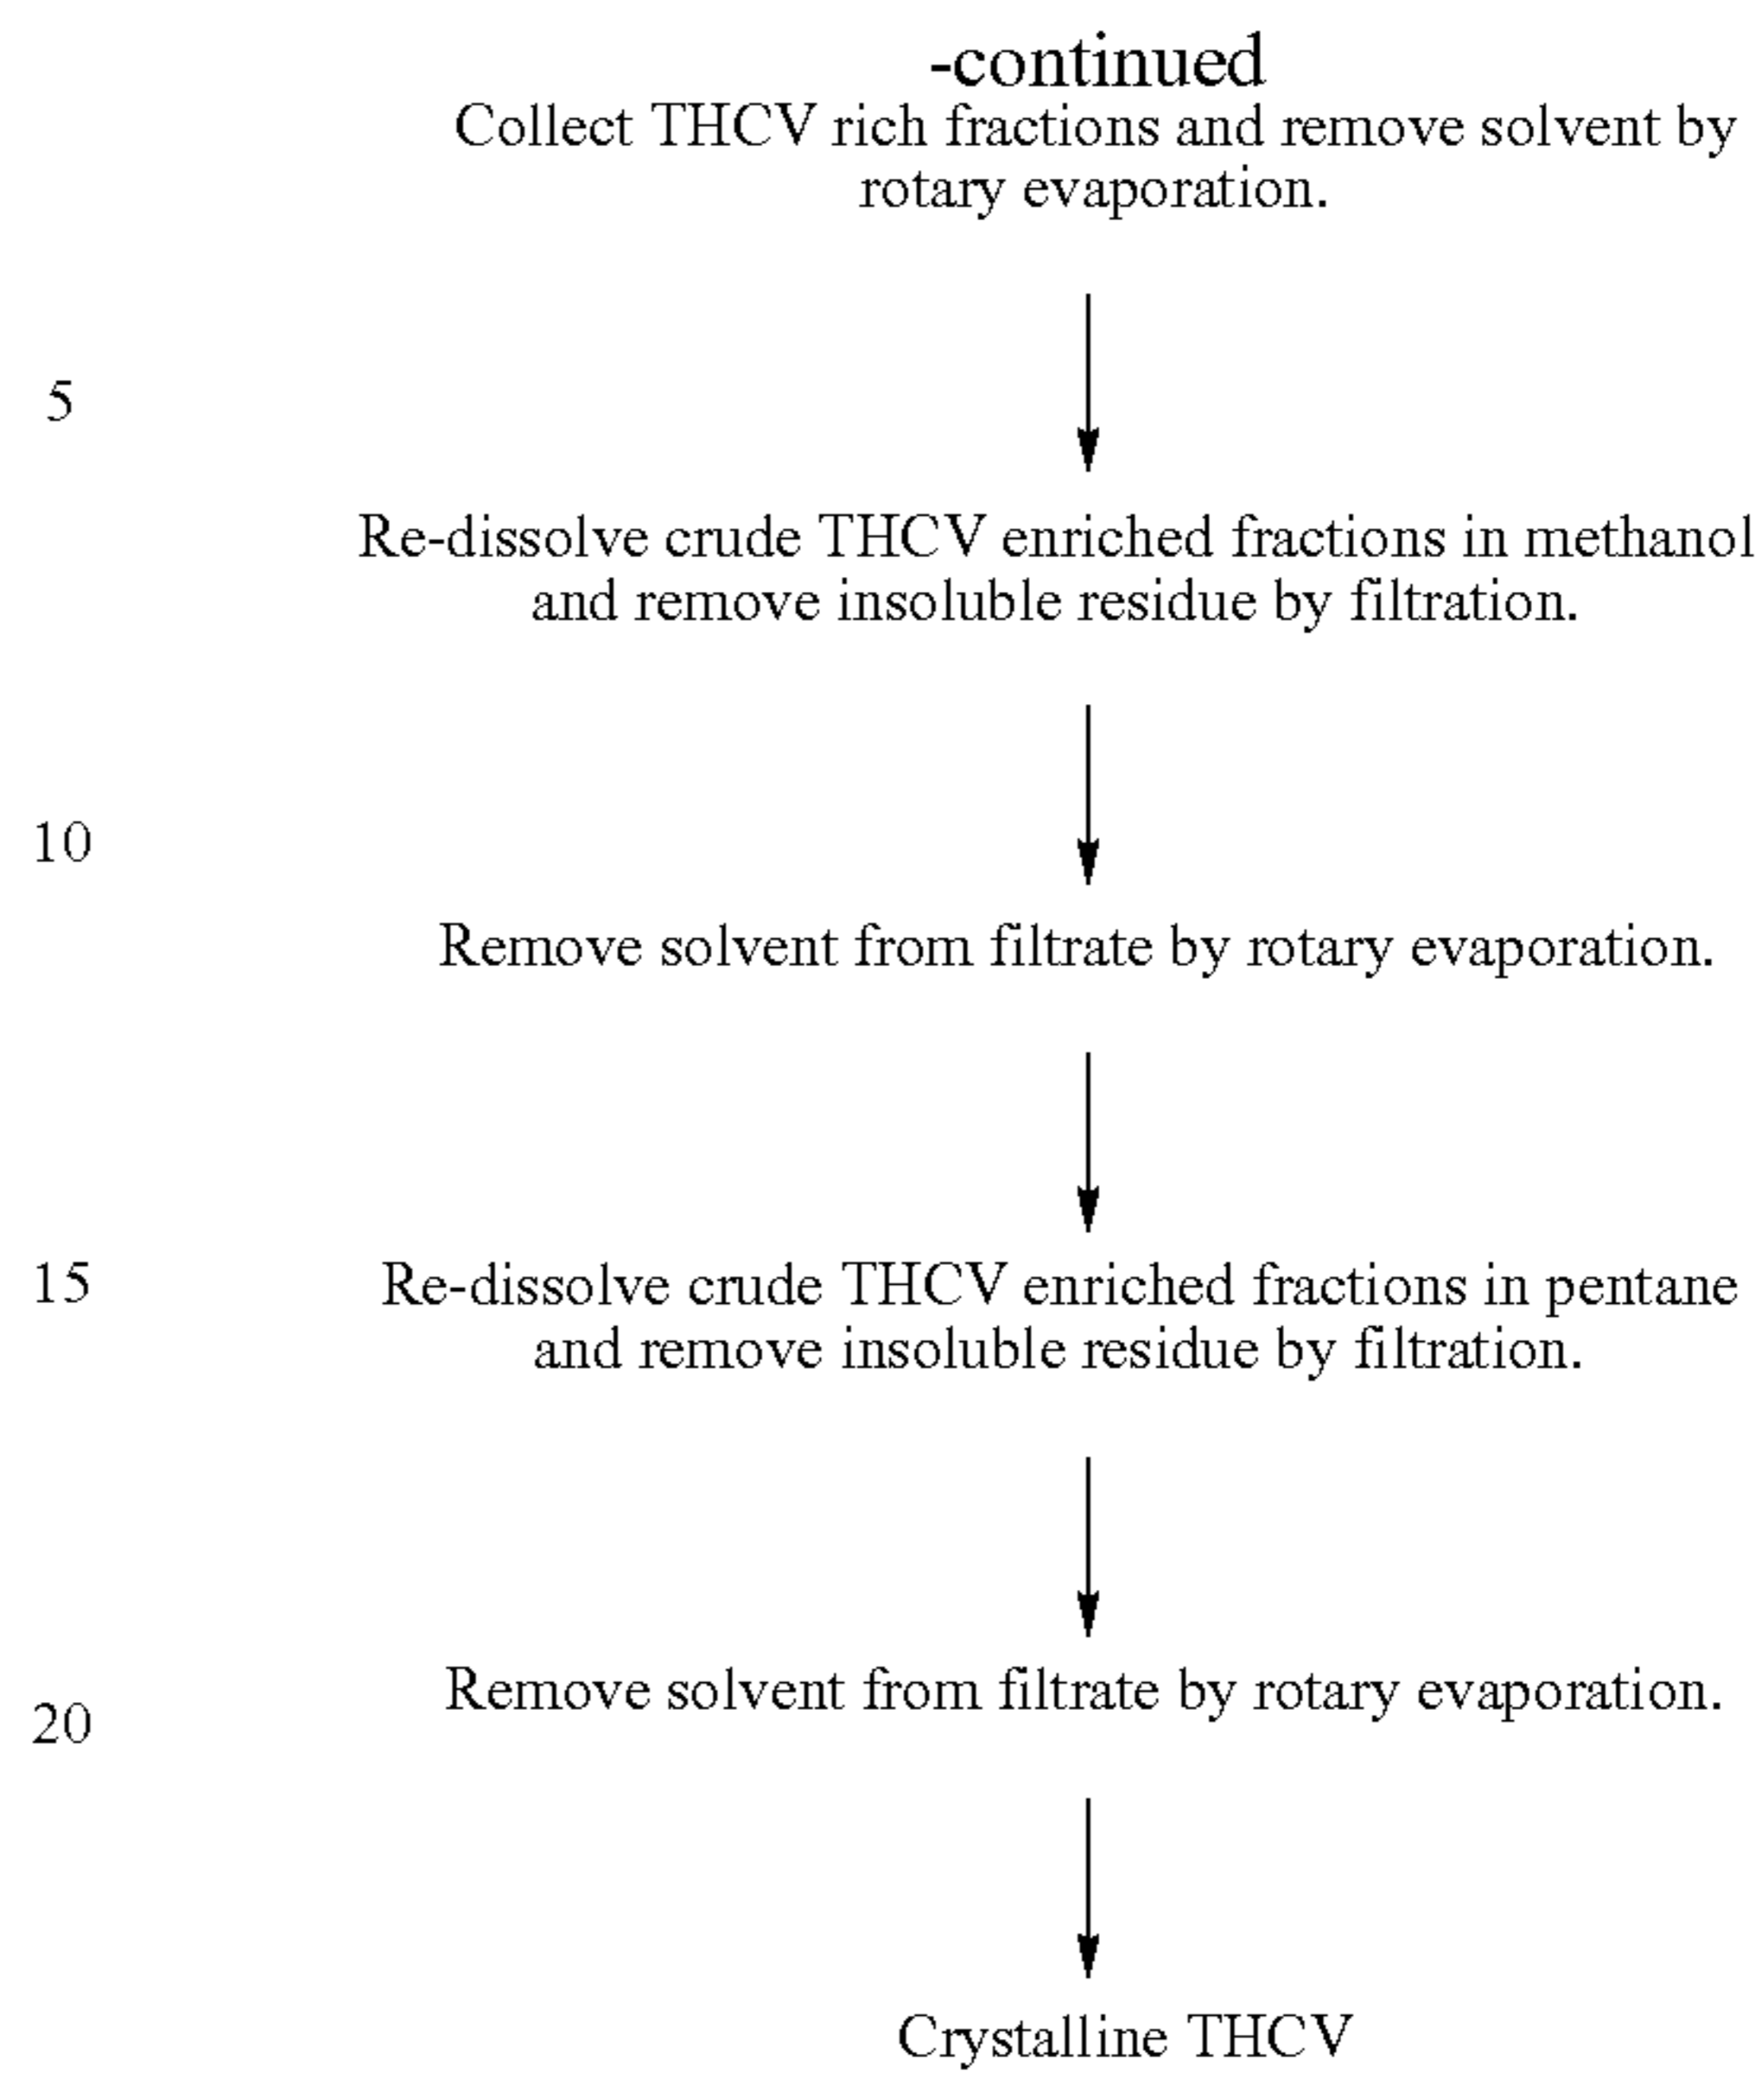 -continued
Collect THCV rich fractions and remove solvent by
rotary evaporation.
5
Re-dissolve crude THCV enriched fractions in methanol
and remove insoluble residue by filtration.
10
Remove solvent from filtrate by rotary evaporation.
15
Re-dissolve crude THCV enriched fractions in pentane
and remove insoluble residue by filtration.
Remove solvent from filtrate by rotary evaporation.
20
Crystalline THCV